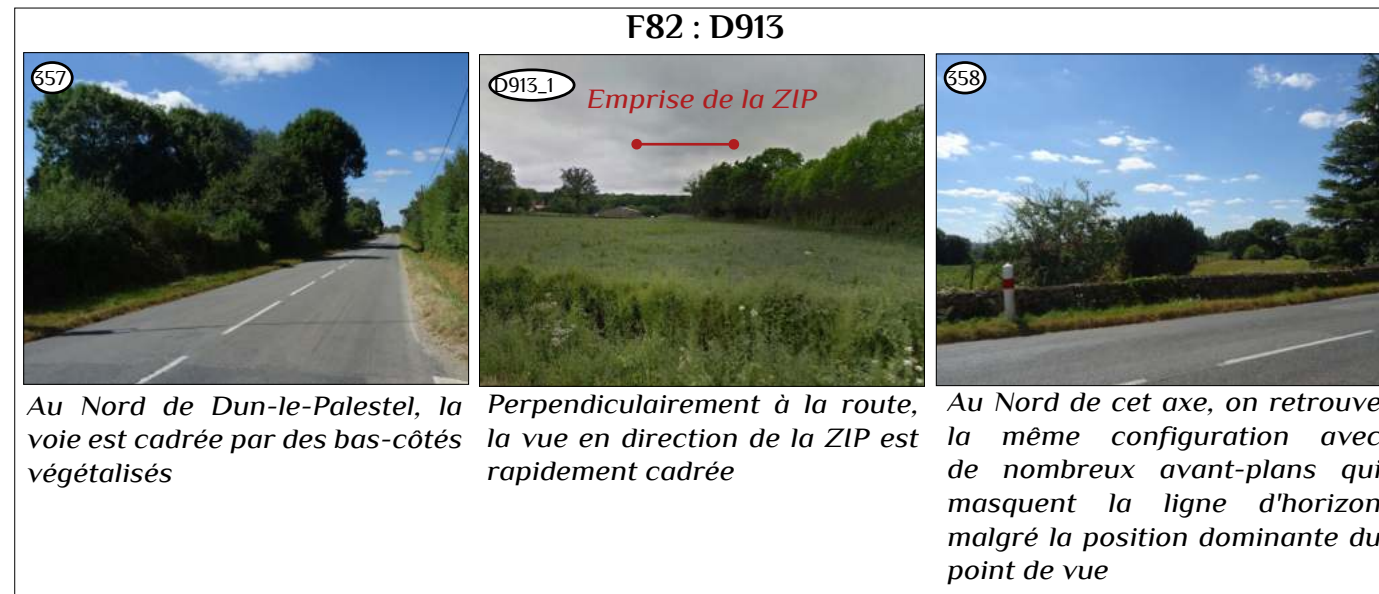 F82 : D913
357
D913_1
Emprise de la ZIP
358
Au Nord de Dun-le-Palestel, la
voie est cadrée par des bas-côtés
végétalisés
Perpendiculairement à la route,
la vue en direction de la ZIP est
rapidement cadrée
Au Nord de cet axe, on retrouve
la même configuration avec
de nombreux avant-plans qui
masquent la ligne d'horizon
malgré la position dominante du
point de vue